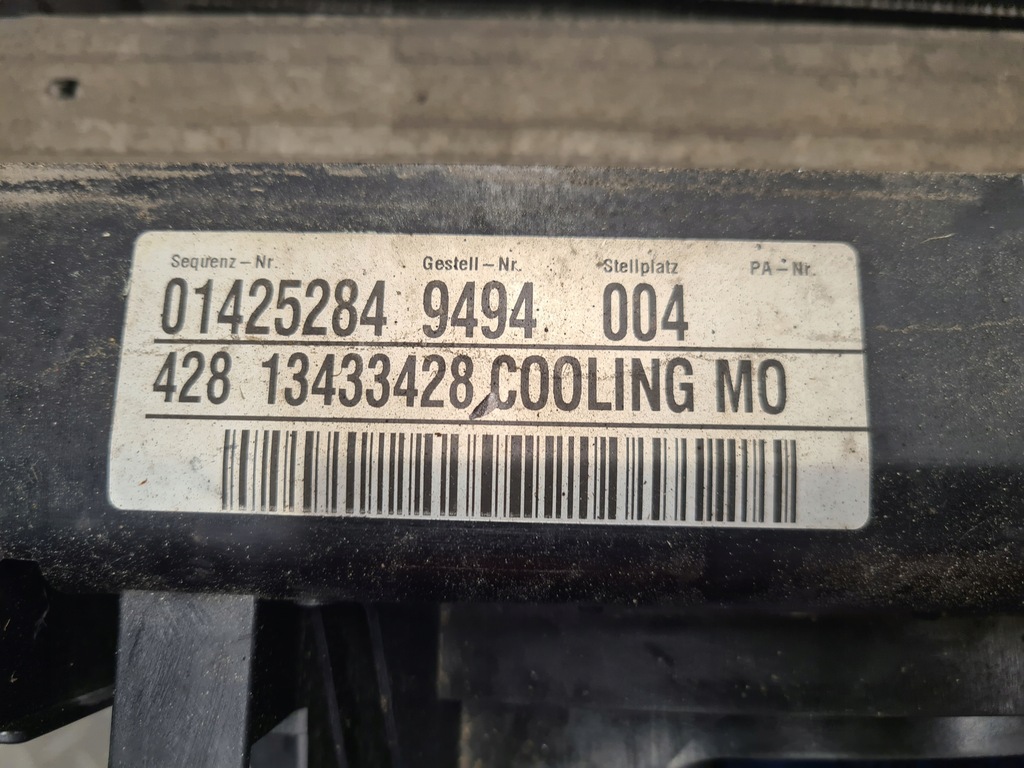 Sequenz-Nr. Gestell-Nr. Stellplatz PA-Nr.
01425284 9494 004
428 13433428 COOLING MO